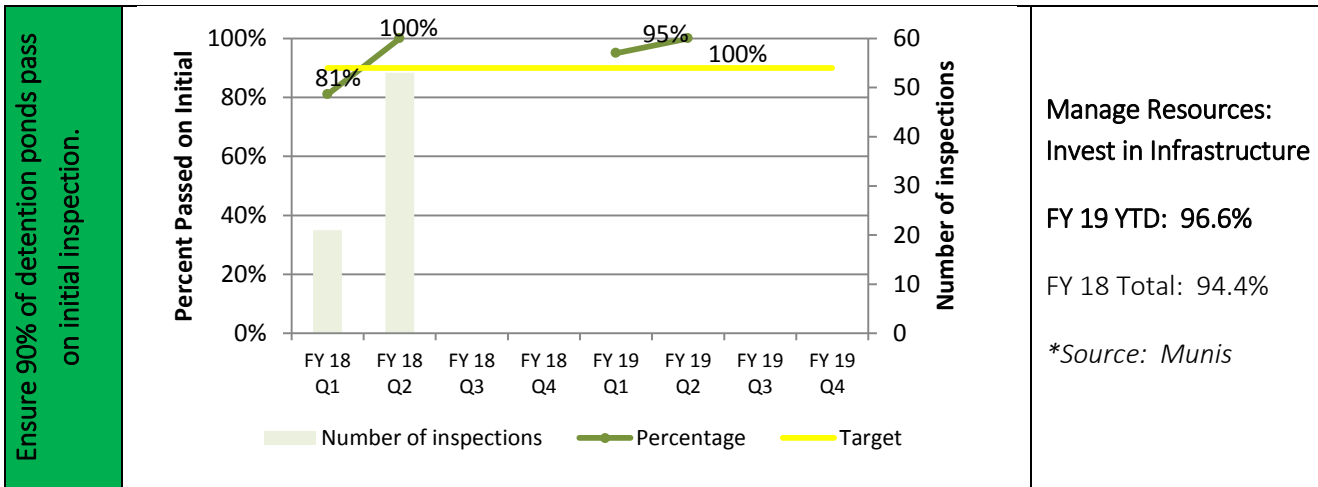 Ensure 90% of detention ponds pass
on initial inspection.
Percent Passed on Initial
100%
80%
60%
40%
20%
0%
81%
100%
95%
100%
60
50
40
30
20
10
0
Number of inspections
FY 18 Q1
FY 18 Q2
FY 18 Q3
FY 18 Q4
FY 19 Q1
FY 19 Q2
FY 19 Q3
FY 19 Q4
Number of inspections
Percentage
Target
Manage Resources:
Invest in Infrastructure
FY 19 YTD: 96.6%
FY 18 Total: 94.4%
*Source: Munis